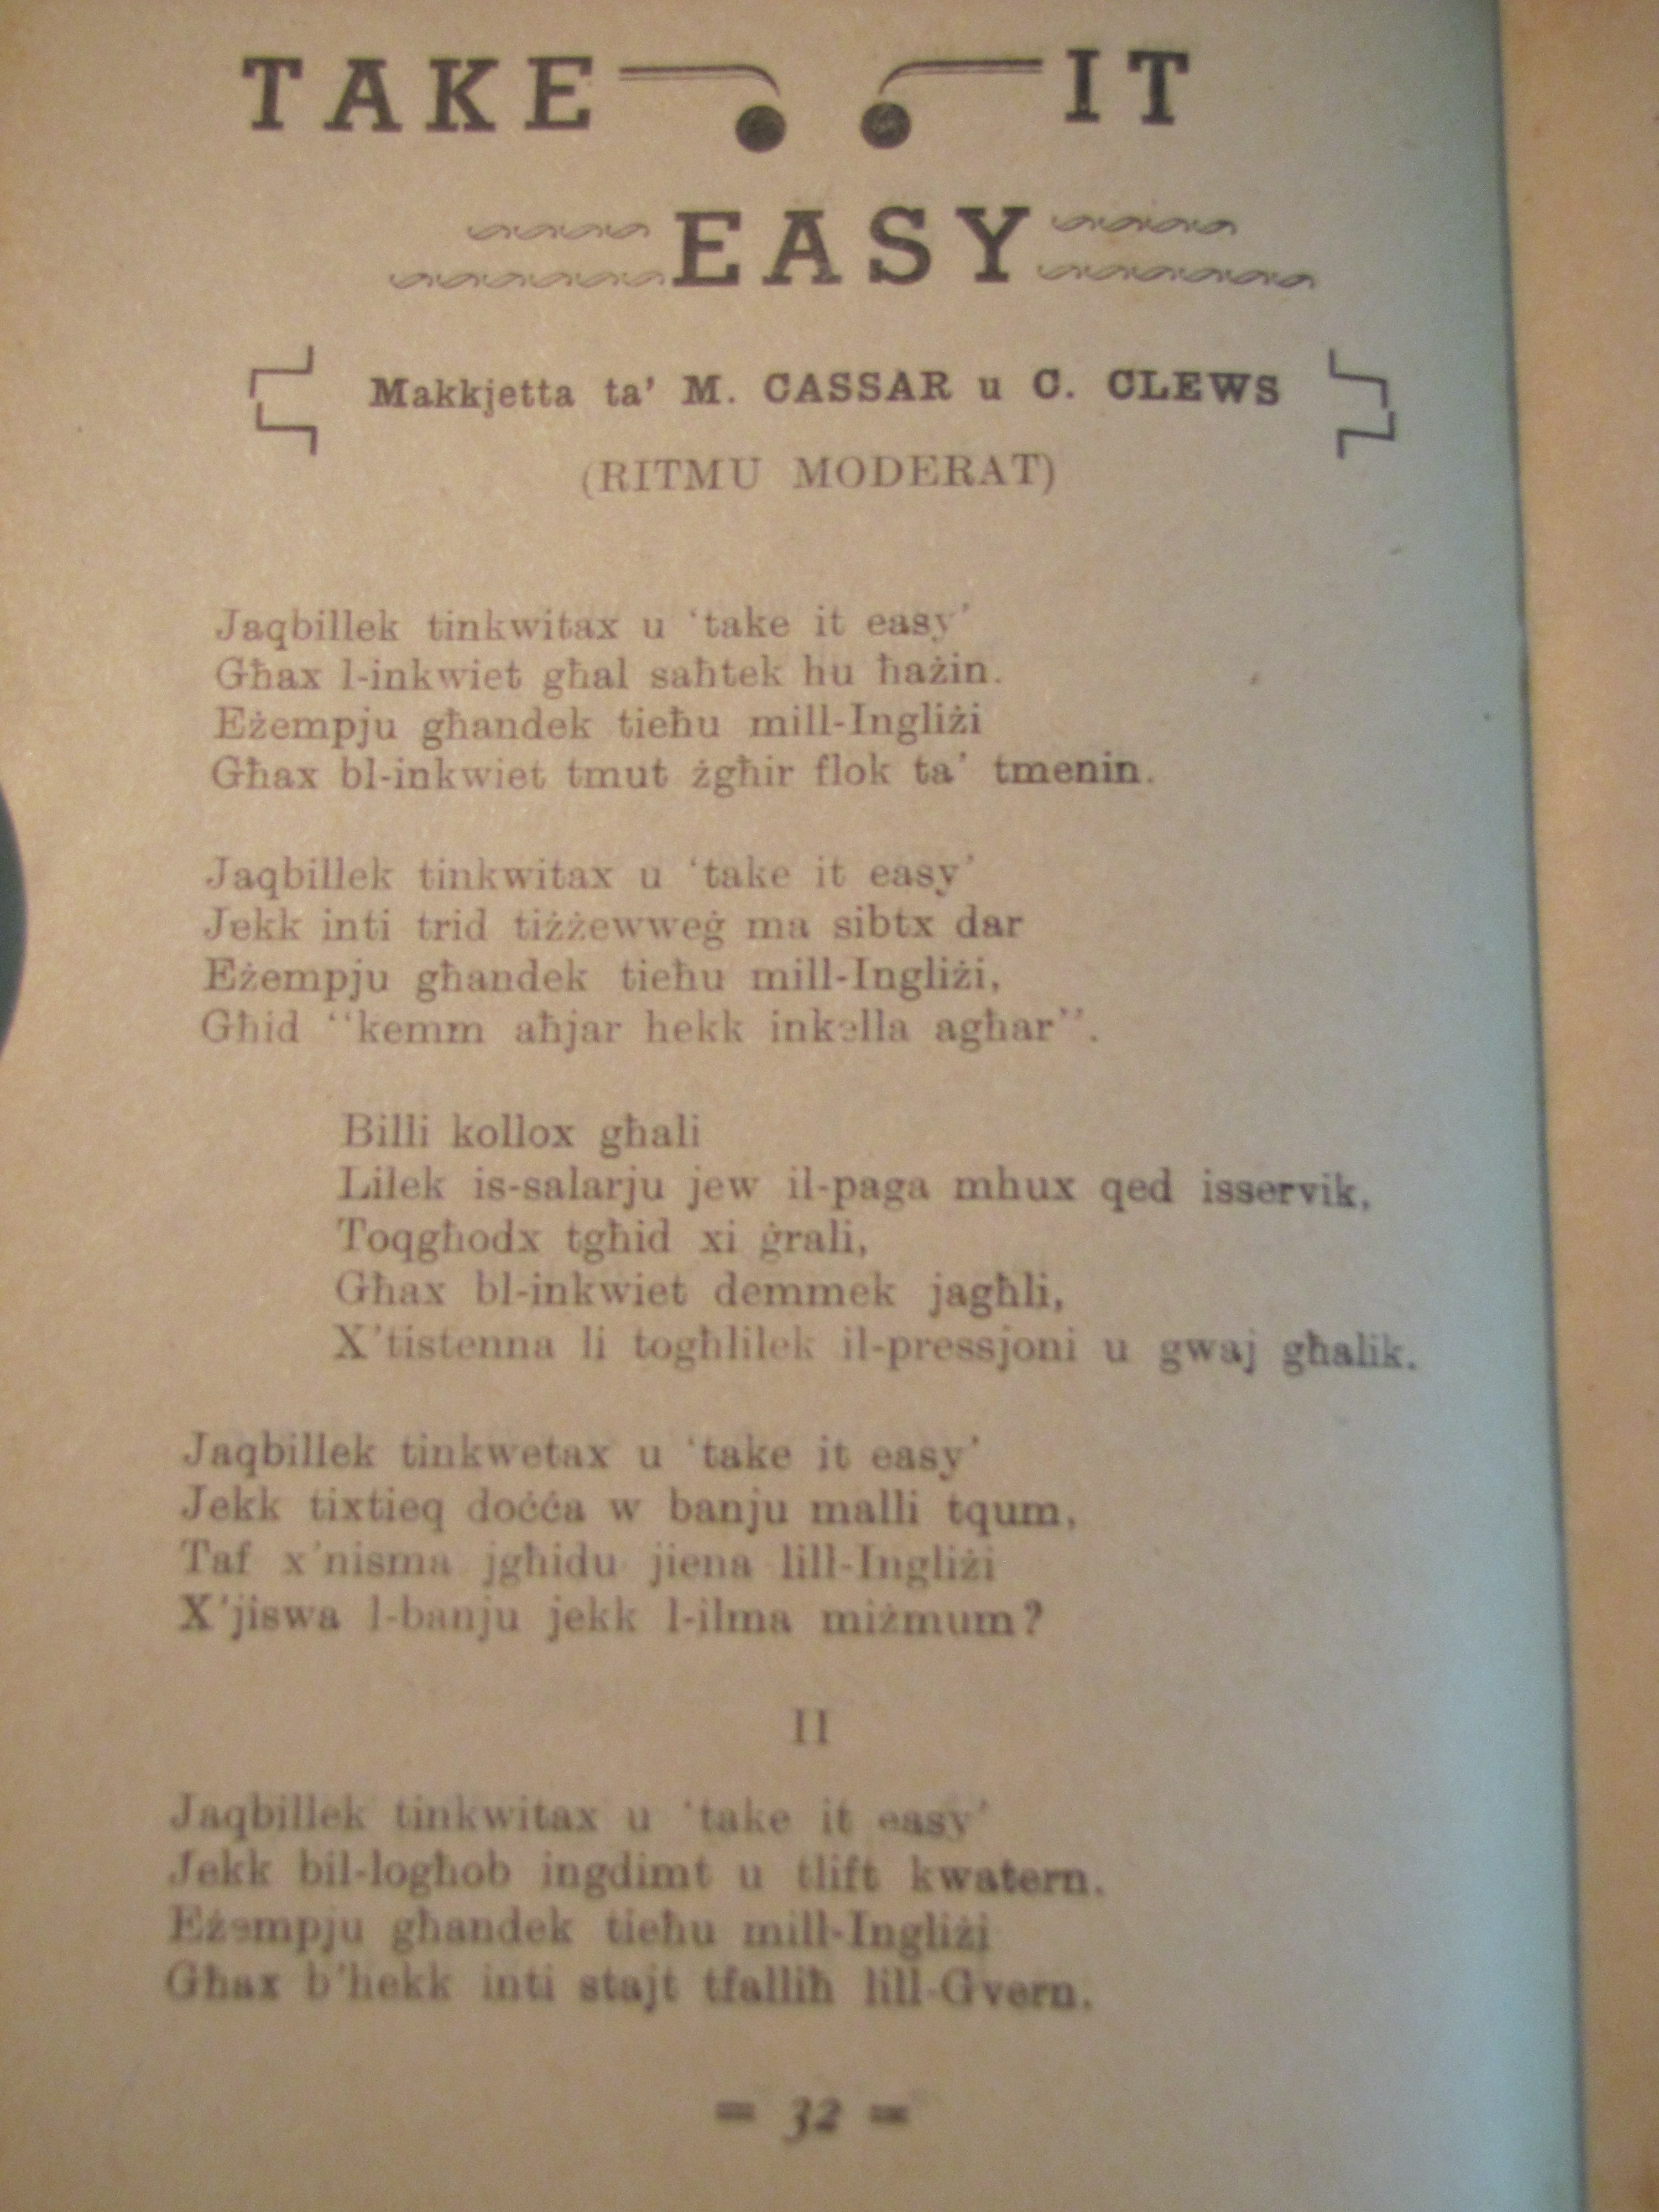 TAKE IT
EASY
Makkjetta ta' M. CASSAR u C. CLEWS
(RITMU MODERAT)
Jaqbillek tinkwitax u 'take it easy'
Għax l-inkwiet għal saħtek hu ħażin.
Eżempju għandek tieħu mill-Ingliżi
Għax bl-inkwiet tmut żgħir flok ta' tmenin.
Jaqbillek tinkwitax u 'take it easy'
Jekk inti trid tiżżewweġ ma sibtx dar
Eżempju għandek tieħu mill-Ingliżi,
Għid "kemm aħjar hekk inkella agħar".
Billi kollox għali
Lilek is-salarju jew il-paga mhux qed isservik,
Toqgħodx tgħid xi ġrali,
Għax bl-inkwiet demmek jagħli,
X'tistenna li togħlilek il-pressjoni u gwaj għalik.
Jaqbillek tinkwetax u 'take it easy'
Jekk tixtieq doċċa w banju malli tqum,
Taf x'nisma jgħidu jiena lill-Ingliżi
X'jiswa l-banju jekk l-ilma miżmum?
II
Jaqbillek tinkwitax u 'take it easy'
Jekk bil-logħob ingdimt u tlift kwatern.
Eżempju għandek tieħu mill-Ingliżi
Għax b'hekk inti stajt tfalliħ lill-Gvern.
= 32 =